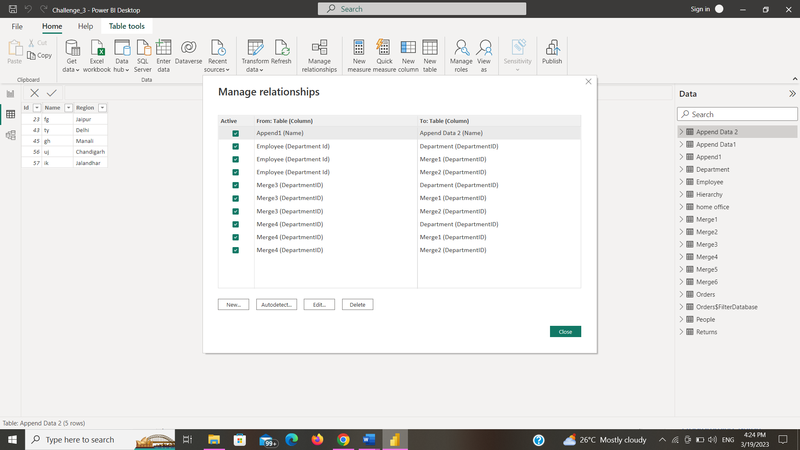 Challenge_3 - Power BI Desktop
Search
Sign in
File
Home
Help
Table tools
Paste
Cut
Copy
Clipboard
Get data
Excel workbook
Data hub
SQL Server
Enter data
Dataverse
Recent sources
Data
Transform data
Refresh
Manage relationships
New measure
Quick measure
New column
New table
Manage roles
View as
Sensitivity
Publish
Id Name Region
23 fg Jaipur
43 ty Delhi
45 gh Manali
56 uj Chandigarh
57 ik Jalandhar
Manage relationships
Active From: Table (Column) To: Table (Column)
Append1 (Name) Append Data 2 (Name)
Employee (Department Id) Department (DepartmentID)
Employee (Department Id) Merge1 (DepartmentID)
Employee (Department Id) Merge2 (DepartmentID)
Merge3 (DepartmentID) Department (DepartmentID)
Merge3 (DepartmentID) Merge1 (DepartmentID)
Merge3 (DepartmentID) Merge2 (DepartmentID)
Merge4 (DepartmentID) Department (DepartmentID)
Merge4 (DepartmentID) Merge1 (DepartmentID)
Merge4 (DepartmentID) Merge2 (DepartmentID)
New... Autodetect... Edit... Delete
Close
Data
Search
Append Data 2
Append Data1
Append1
Department
Employee
Hierarchy
home office
Merge1
Merge2
Merge3
Merge4
Merge5
Merge6
Orders
Orders$FilterDatabase
People
Returns
Table: Append Data 2 (5 rows)
Type here to search
99+
26°C Mostly cloudy
ENG
4:24 PM
3/19/2023